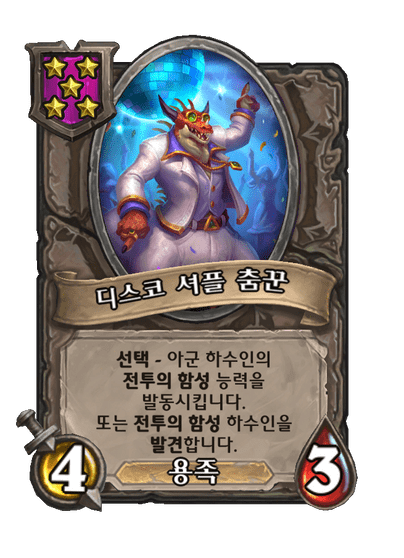 디스코 셔플 춤꾼
선택 - 아군 하수인의
전투의 함성 능력을
발동시킵니다.
또는 전투의 함성 하수인을
발견합니다.
4
용족
3